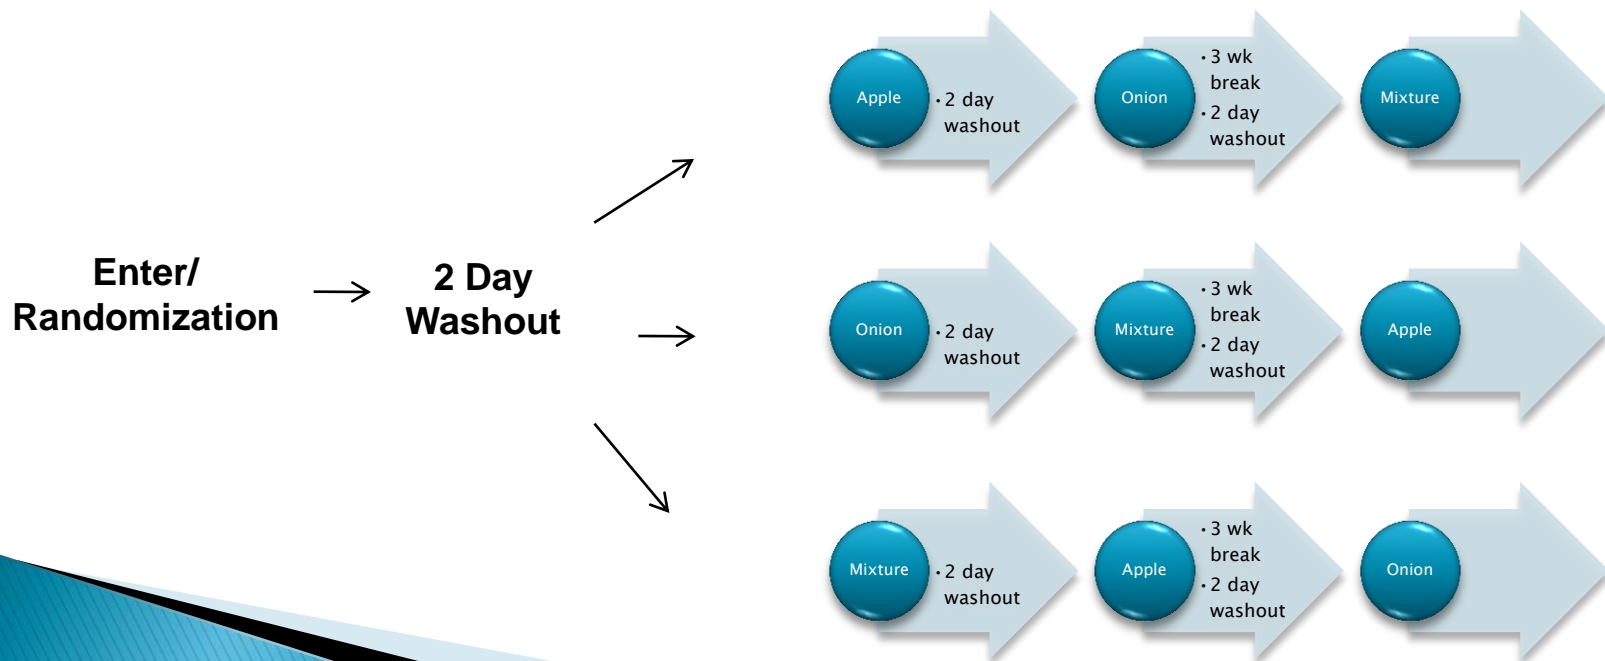 Enter/
Randomization
2 Day
Washout
Apple
• 2 day
washout
Onion
• 3 wk
break
• 2 day
washout
Mixture
Onion
• 2 day
washout
Mixture
• 3 wk
break
• 2 day
washout
Apple
Mixture
• 2 day
washout
Apple
• 3 wk
break
• 2 day
washout
Onion